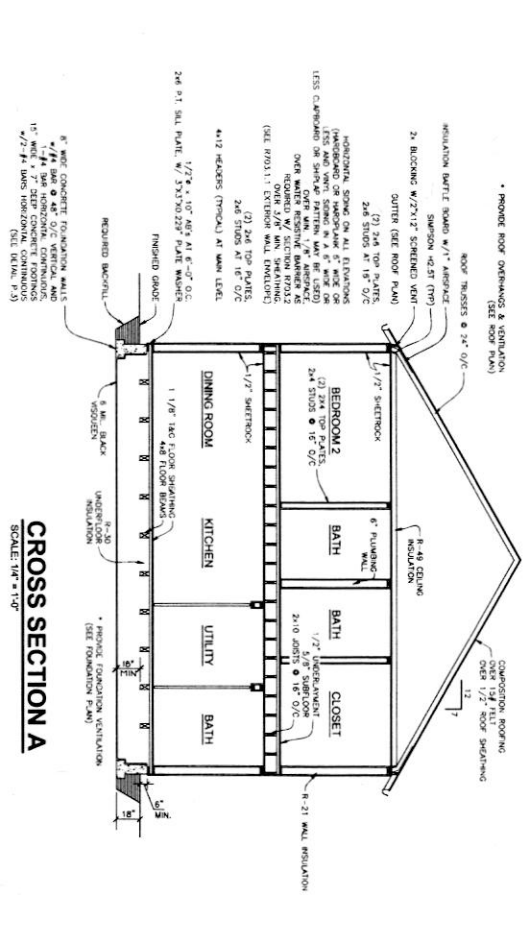 * PROVIDE ROOF OVERHANGS & VENTILATION
(SEE ROOF PLAN)
ROOF TRUSSES @ 24" O/C
INSULATION BAFFLE BOARD W/1" AIRSPACE
SIMPSON H2.5T (TYP)
2x BLOCKING W/2"X12" SCREENED VENT
GUTTER (SEE ROOF PLAN)
(2) 2x6 TOP PLATES,
2x6 STUDS AT 16" O/C
HORIZONTAL SIDING ON ALL ELEVATIONS
(HARDBOARD OR HARDIPLANK 6" WIDE OR
LESS AND VINYL SIDING IN A 6" WIDE OR
LESS CLAPBOARD OR SHIPLAP PATTERN MAY BE USED)
OVER MIN. 1/8" AIRSPACE
OVER WATER RESISTIVE BARRIER AS
REQUIRED W/ SECTION R703.2
OVER 3/8" MIN SHEATHING
(SEE R703.1.1 EXTERIOR WALL ENVELOPE)
(2) 2x6 TOP PLATES,
2x6 STUDS AT 16" O/C
4x12 HEADERS (TYPICAL) AT MAIN LEVEL
1/2"ø x 10" AB's AT 6'-0" O.C.
2x6 P.T. SILL PLATE, W/ 3"X3"X0.229" PLATE WASHER
FINISHED GRADE
REQUIRED BACKFILL
8" WIDE CONCRETE FOUNDATION WALLS
W/#4 BAR @ 48" O/C VERTICAL AND
1-#4 BAR HORIZONTAL CONTINUOUS,
15" WIDE x 7" DEEP CONCRETE FOOTINGS
W/2-#4 BARS HORIZONTAL CONTINUOUS
(SEE DETAIL P.3)
COMPOSITION ROOFING
OVER 15# FELT
OVER 1/2" ROOF SHEATHING
12
7
R-49 CEILING
INSULATION
1/2" SHEETROCK
BEDROOM 2
(2) 2X4 TOP PLATES,
2x4 STUDS @ 16" O/C
BATH
6" PLUMBING
WALL
BATH
CLOSET
1/2" UNDERLAYMENT
5/8" SUBFLOOR
2x10 JOISTS @ 16" O/C
R-21 WALL INSULATION
1/2" SHEETROCK
DINING ROOM
KITCHEN
UTILITY
BATH
1 1/8" T&G FLOOR SHEATHING
4x8 FLOOR BEAMS
18"
MIN
6"
MIN.
18"
6 MIL. BLACK
VISQUEEN
R-30
UNDERFLOOR
INSULATION
* PROVIDE FOUNDATION VENTILATION
(SEE FOUNDATION PLAN)
CROSS SECTION A
SCALE: 1/4" = 1'-0"